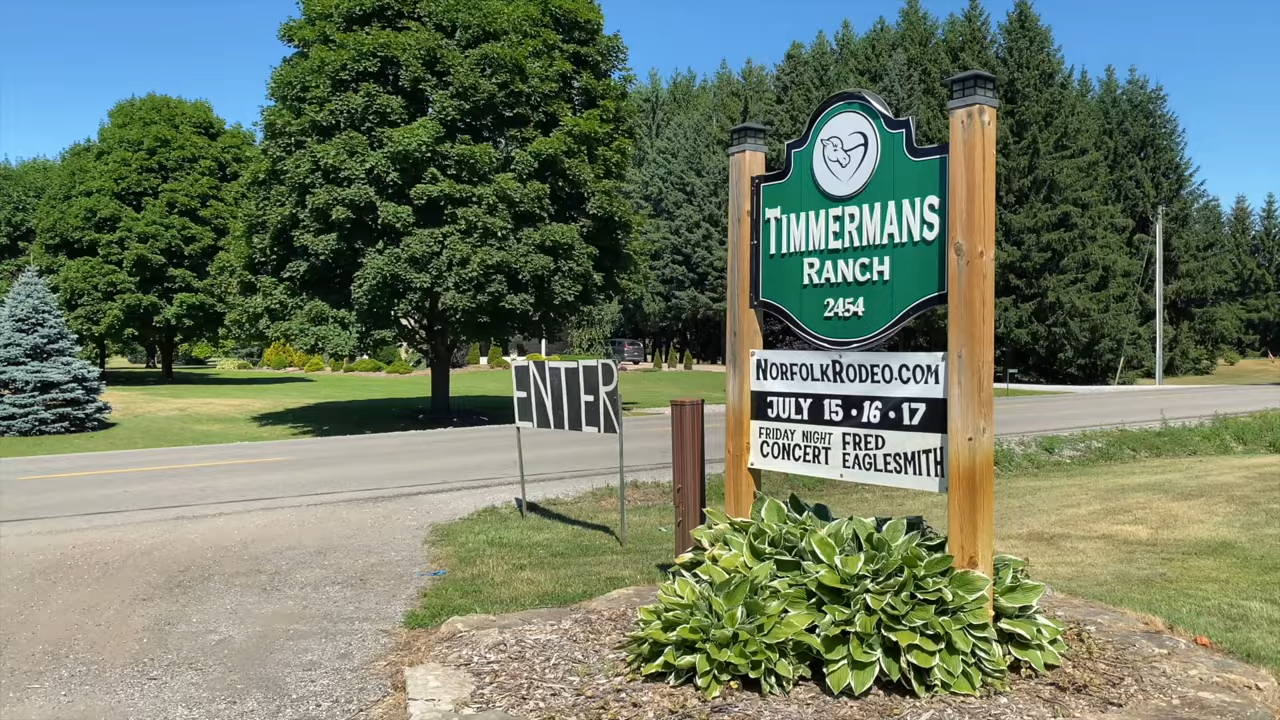 TIMMERMANS
RANCH
2454
ENTER
NORFOLKRODEO.COM
JULY 15 • 16 • 17
FRIDAY NIGHT FRED
CONCERT EAGLESMITH